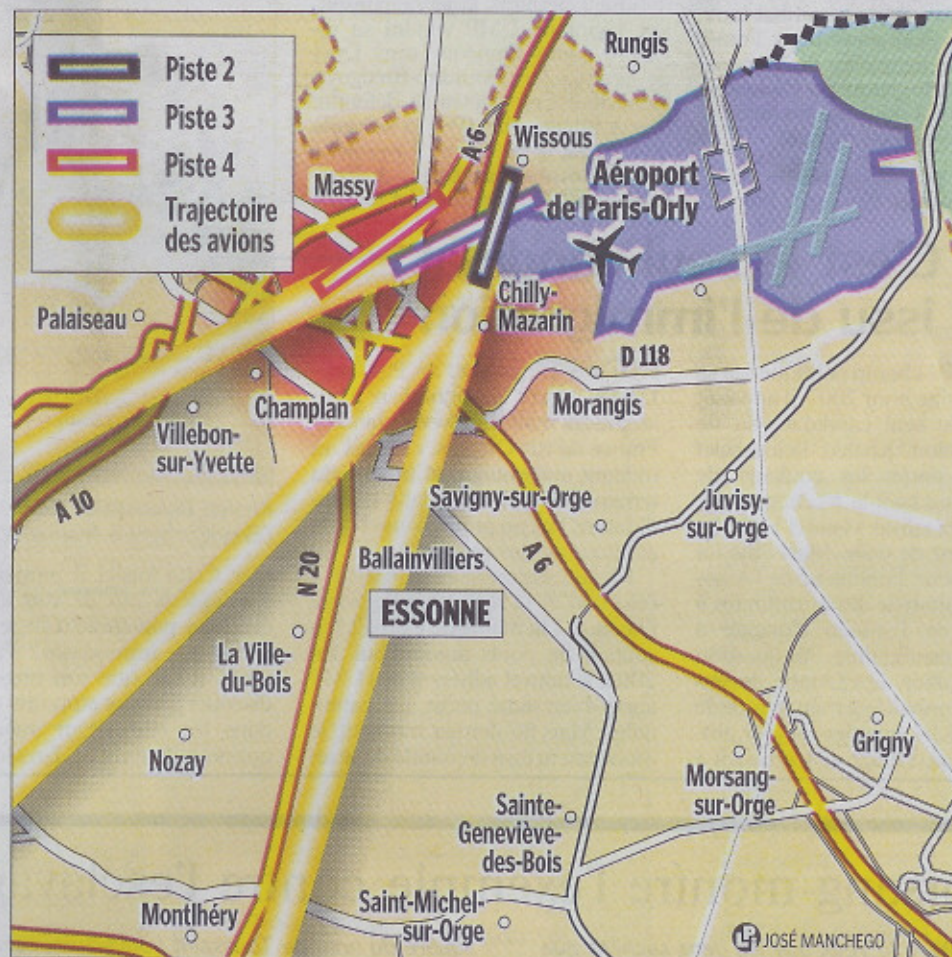 Piste 2
Piste 3
Piste 4
Trajectoire
des avions
Rungis
A 6
Wissous
Massy
Aéroport
de Paris-Orly
Palaiseau
Chilly-
Mazarin
D 118
Champlan
Morangis
Villebon-
sur-Yvette
A 10
Savigny-sur-Orge
Juvisy-
sur-Orge
N 20
Ballainvilliers
A 6
ESSONNE
La Ville-
du-Bois
Nozay
Grigny
Morsang-
sur-Orge
Sainte-
Geneviève-
des-Bois
Montlhéry
Saint-Michel-
sur-Orge
JOSÉ MANCHEGO